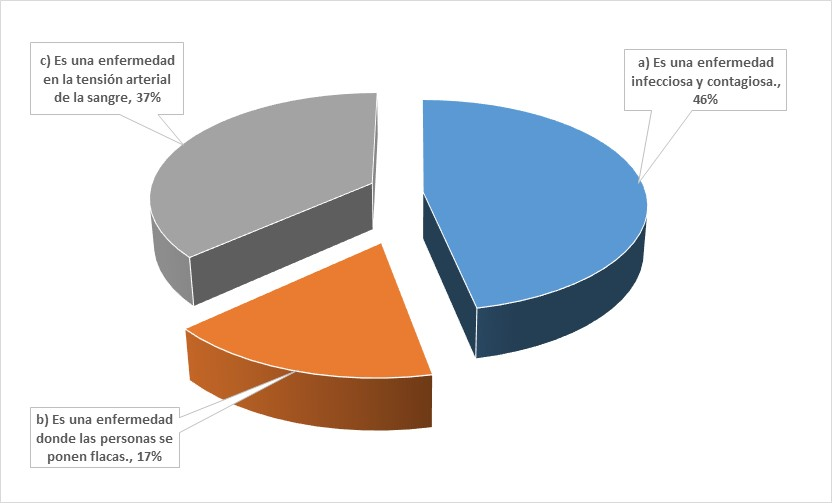 c) Es una enfermedad
en la tensión arterial
de la sangre, 37%
a) Es una enfermedad
infecciosa y contagiosa.,
46%
b) Es una enfermedad
donde las personas se
ponen flacas., 17%